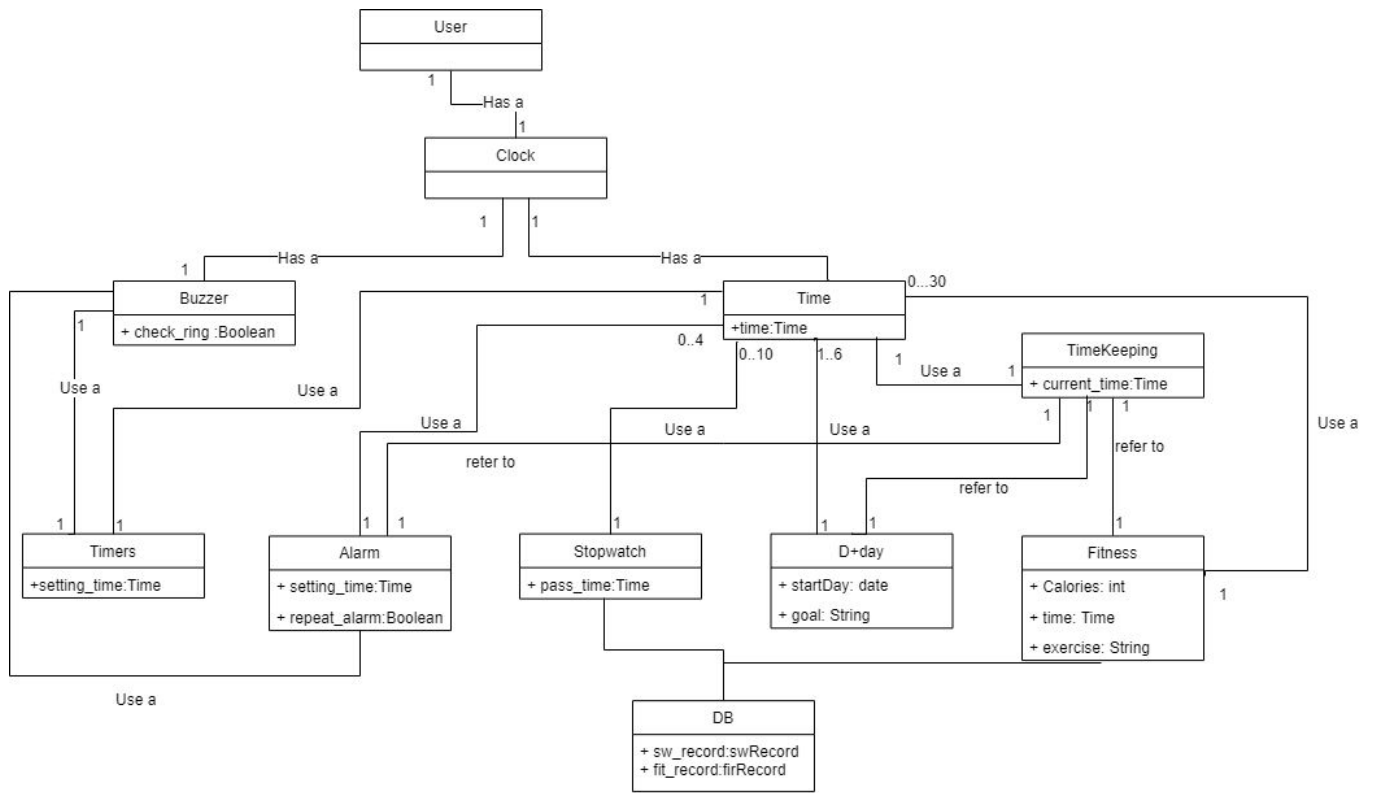 User
1
Has a
1
Clock
1
1
Has a
Has a
1
0...30
Buzzer
+ check_ring :Boolean
1
1
Time
+time:Time
0..4
0..10
1..6
1
Use a
1
TimeKeeping
+ current_time:Time
Use a
Use a
Use a
Use a
Use a
1
1
1
Use a
refer to
reter to
refer to
1
1
1
1
1
1
1
1
Timers
+setting_time:Time
Alarm
+ setting_time:Time
+ repeat_alarm:Boolean
Stopwatch
+ pass_time:Time
D+day
+ startDay: date
+ goal: String
Fitness
+ Calories: int
+ time: Time
+ exercise: String
1
Use a
DB
+ sw_record:swRecord
+ fit_record:firRecord